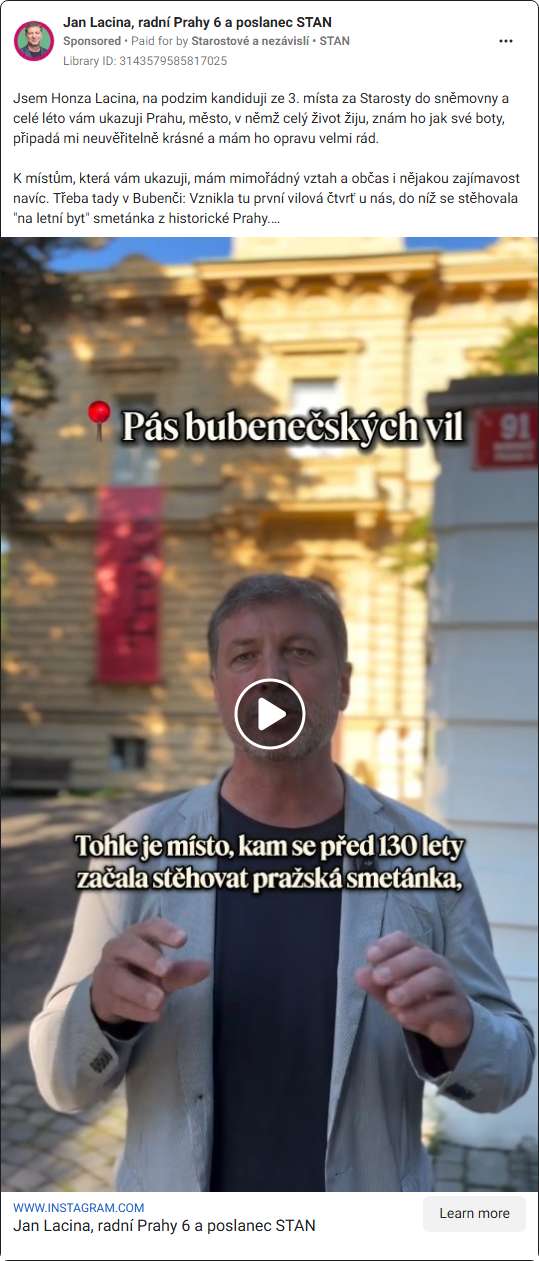 Jan Lacina, radní Prahy 6 a poslanec STAN
Sponsored • Paid for by Starostové a nezávislí • STAN
Library ID: 3143579585817025
Jsem Honza Lacina, na podzim kandiduji ze 3. místa za Starosty do sněmovny a
celé léto vám ukazuji Prahu, město, v němž celý život žiju, znám ho jak své boty,
připadá mi neuvěřitelně krásné a mám ho opravu velmi rád.
K místům, která vám ukazuji, mám mimořádný vztah a občas i nějakou zajímavost
navíc. Třeba tady v Bubenči: Vznikla tu první vilová čtvrť u nás, do níž se stěhovala
"na letní byt" smetánka z historické Prahy.…
Pás bubenečských vil
91
Tohle je místo, kam se před 130 lety
začala stěhovat pražská smetánka,
WWW.INSTAGRAM.COM
Jan Lacina, radní Prahy 6 a poslanec STAN
Learn more